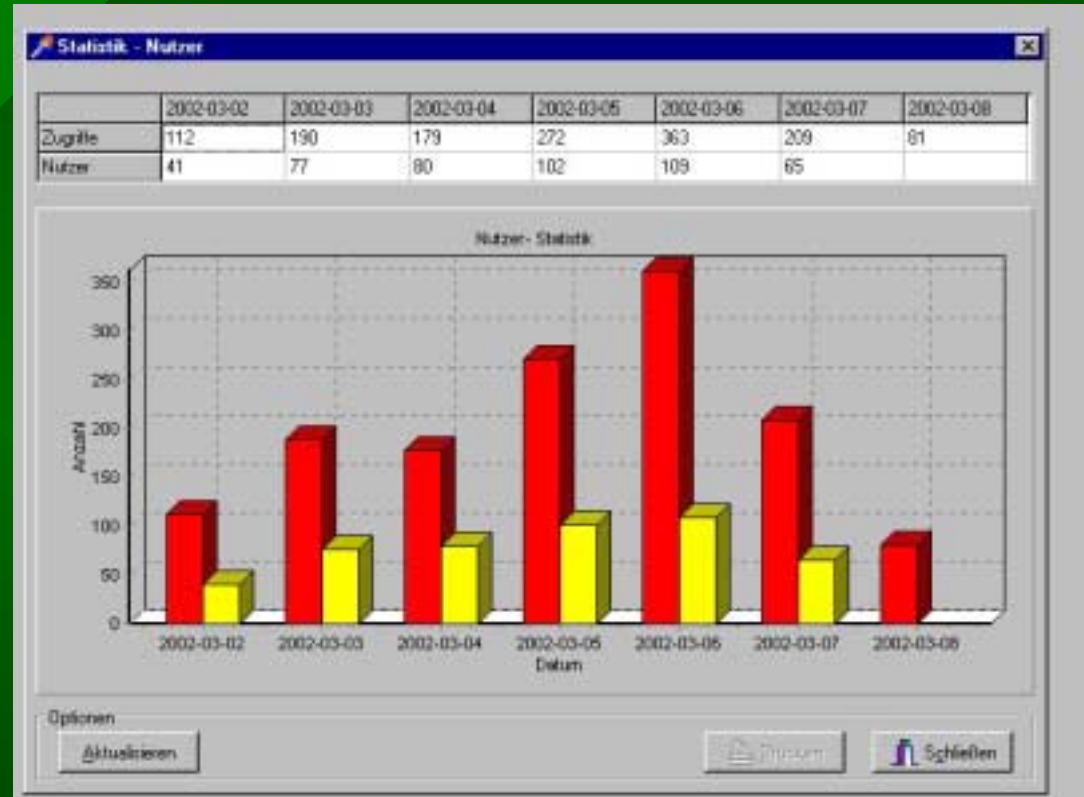 Statistik - Nutzer
2002-03-02 2002-03-03 2002-03-04 2002-03-05 2002-03-06 2002-03-07 2002-03-08
Zugriffe 112 190 179 272 363 209 81
Nutzer 41 77 80 102 109 65
Nutzer- Statistik
350
300
250
200
150
100
50
0
Anzahl
2002-03-02 2002-03-03 2002-03-04 2002-03-05 2002-03-06 2002-03-07 2002-03-08
Datum
Optionen
Aktualisieren Schließen